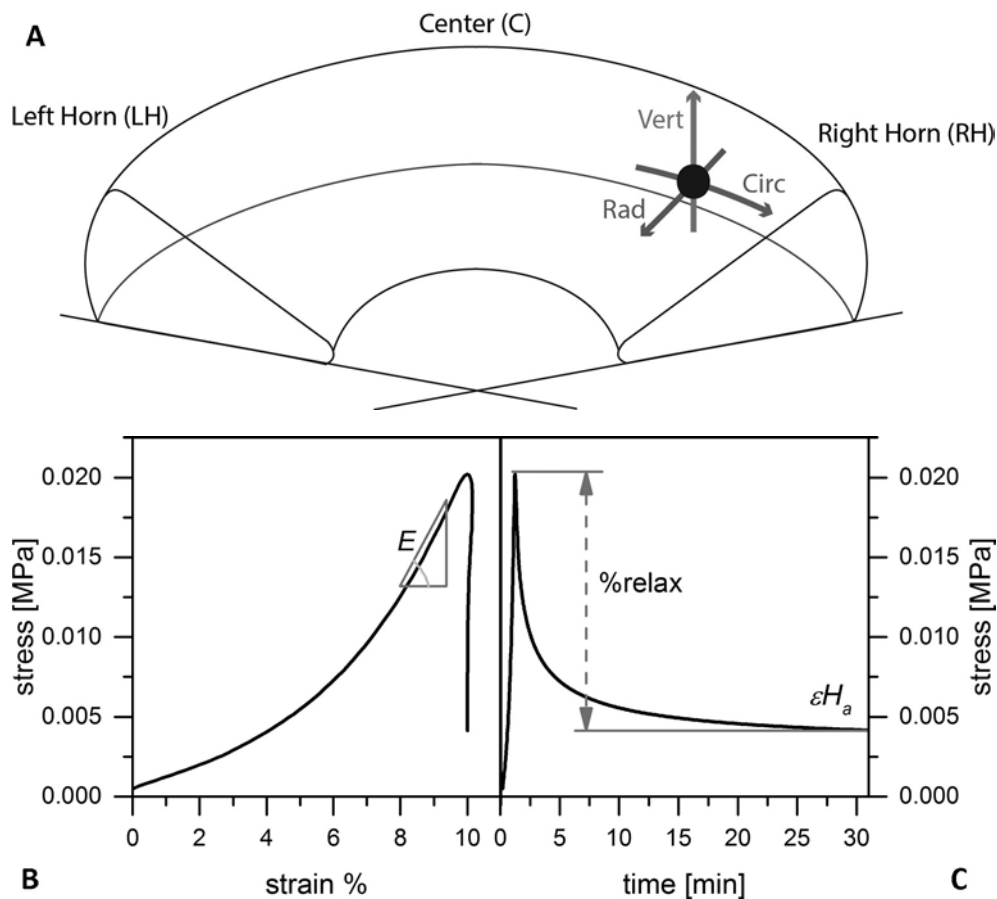 A
Center (C)
Left Horn (LH)
Right Horn (RH)
Vert
Circ
Rad
0.020
0.015
0.010
0.005
0.000
stress [MPa]
E
0 2 4 6 8 10
strain %
B
%relax
εHa
0 5 10 15 20 25 30
time [min]
0.020
0.015
0.010
0.005
0.000
stress [MPa]
C